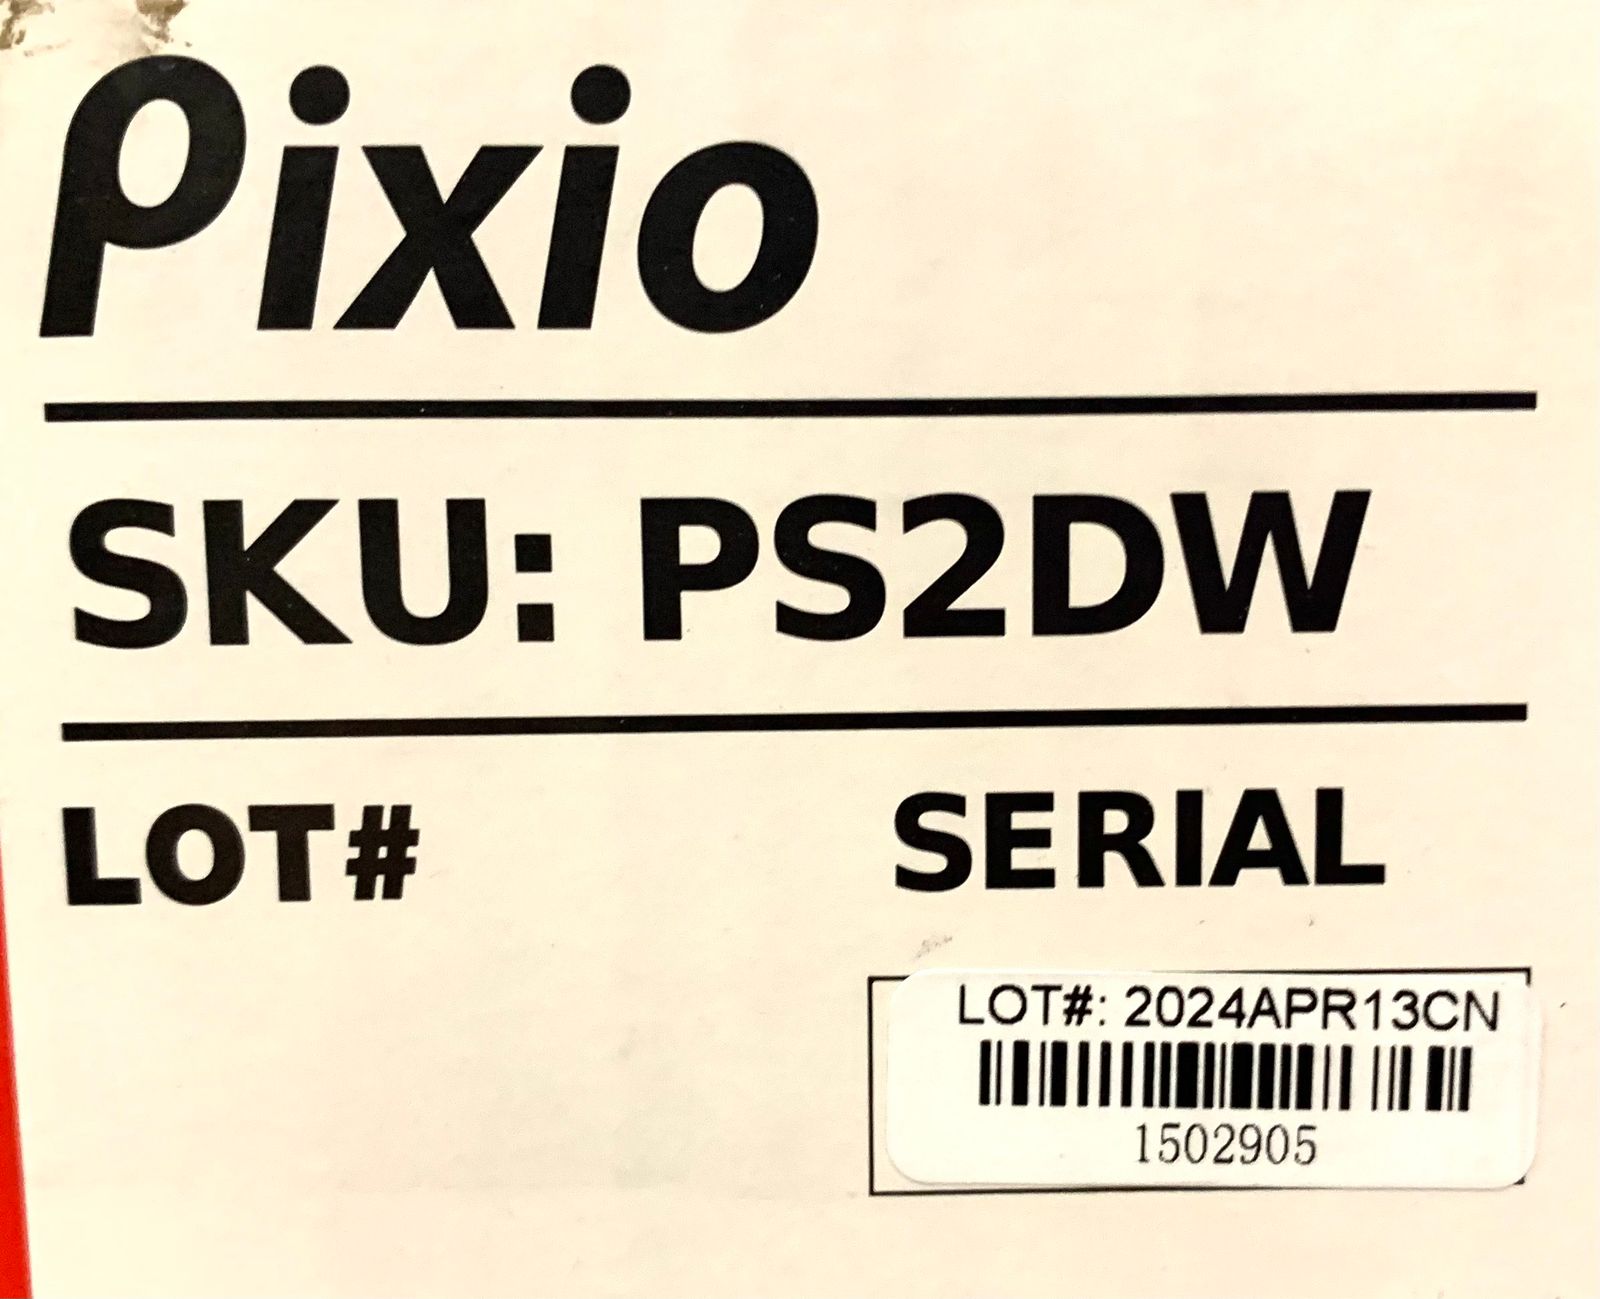 Pixio
SKU: PS2DW
LOT# SERIAL
LOT#: 2024APR13CN
1502905